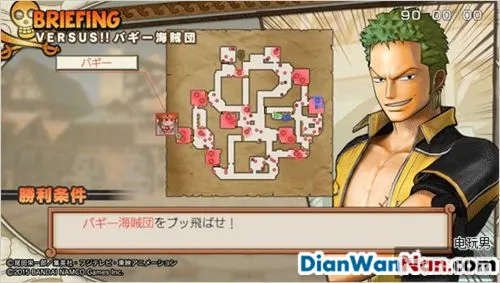 BRIEFING
90 00 00
VERSUS!! バギー海賊団
バギー
勝利条件
バギー海賊団をブッ飛ばせ！
电玩男
©尾田栄一郎／集英社・フジテレビ・東映アニメーション
©2015 BANDAI NAMCO Games Inc.
DianWanNan.com